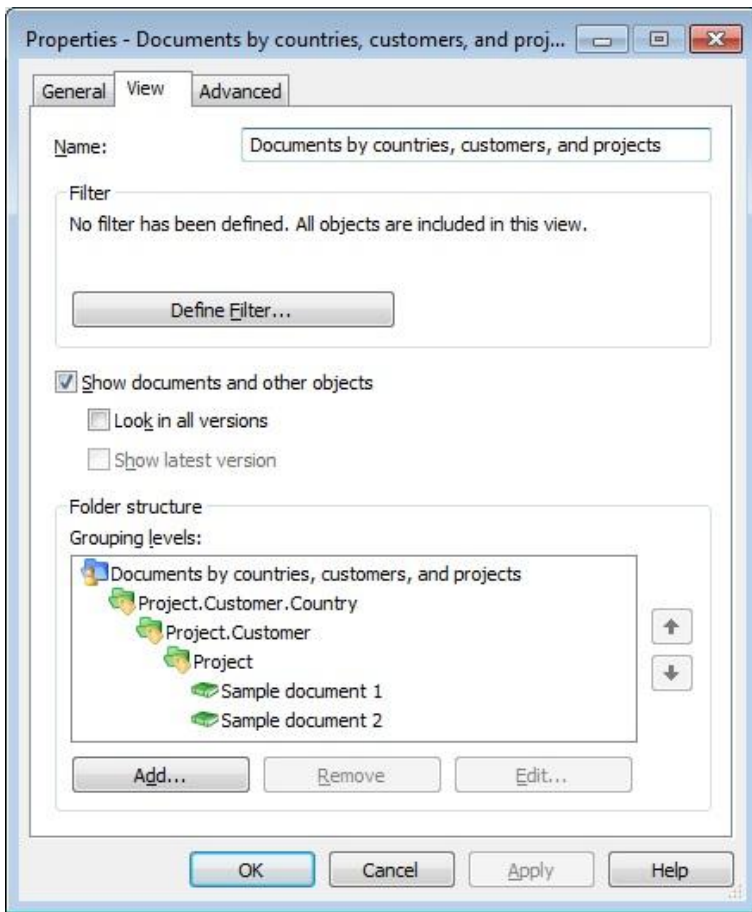 Properties - Documents by countries, customers, and proj...
General View Advanced
Name: Documents by countries, customers, and projects
Filter
No filter has been defined. All objects are included in this view.
Define Filter...
Show documents and other objects
Look in all versions
Show latest version
Folder structure
Grouping levels:
Documents by countries, customers, and projects
Project.Customer.Country
Project.Customer
Project
Sample document 1
Sample document 2
Add... Remove Edit...
OK Cancel Apply Help